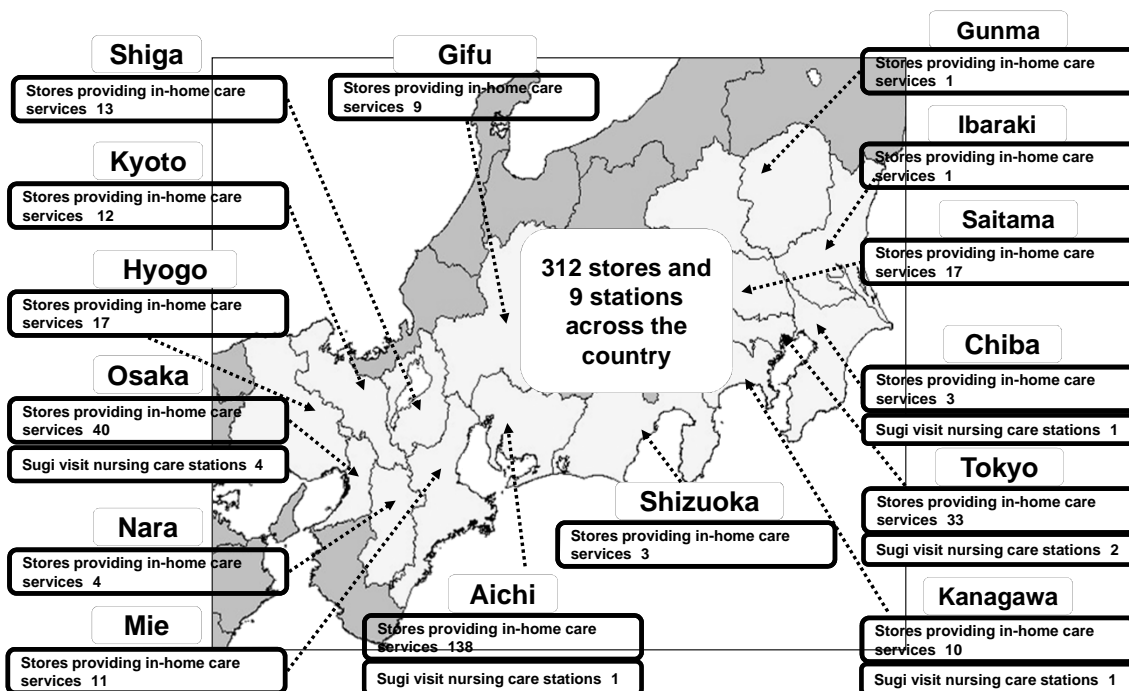 Shiga
Stores providing in-home care
services 13
Kyoto
Stores providing in-home care
services 12
Hyogo
Stores providing in-home care
services 17
Osaka
Stores providing in-home care
services 40
Sugi visit nursing care stations 4
Nara
Stores providing in-home care
services 4
Mie
Stores providing in-home care
services 11
Gifu
Stores providing in-home care
services 9
312 stores and
9 stations
across the
country
Aichi
Stores providing in-home care
services 138
Sugi visit nursing care stations 1
Shizuoka
Stores providing in-home care
services 3
Gunma
Stores providing in-home care
services 1
Ibaraki
Stores providing in-home care
services 1
Saitama
Stores providing in-home care
services 17
Chiba
Stores providing in-home care
services 3
Sugi visit nursing care stations 1
Tokyo
Stores providing in-home care
services 33
Sugi visit nursing care stations 2
Kanagawa
Stores providing in-home care
services 10
Sugi visit nursing care stations 1